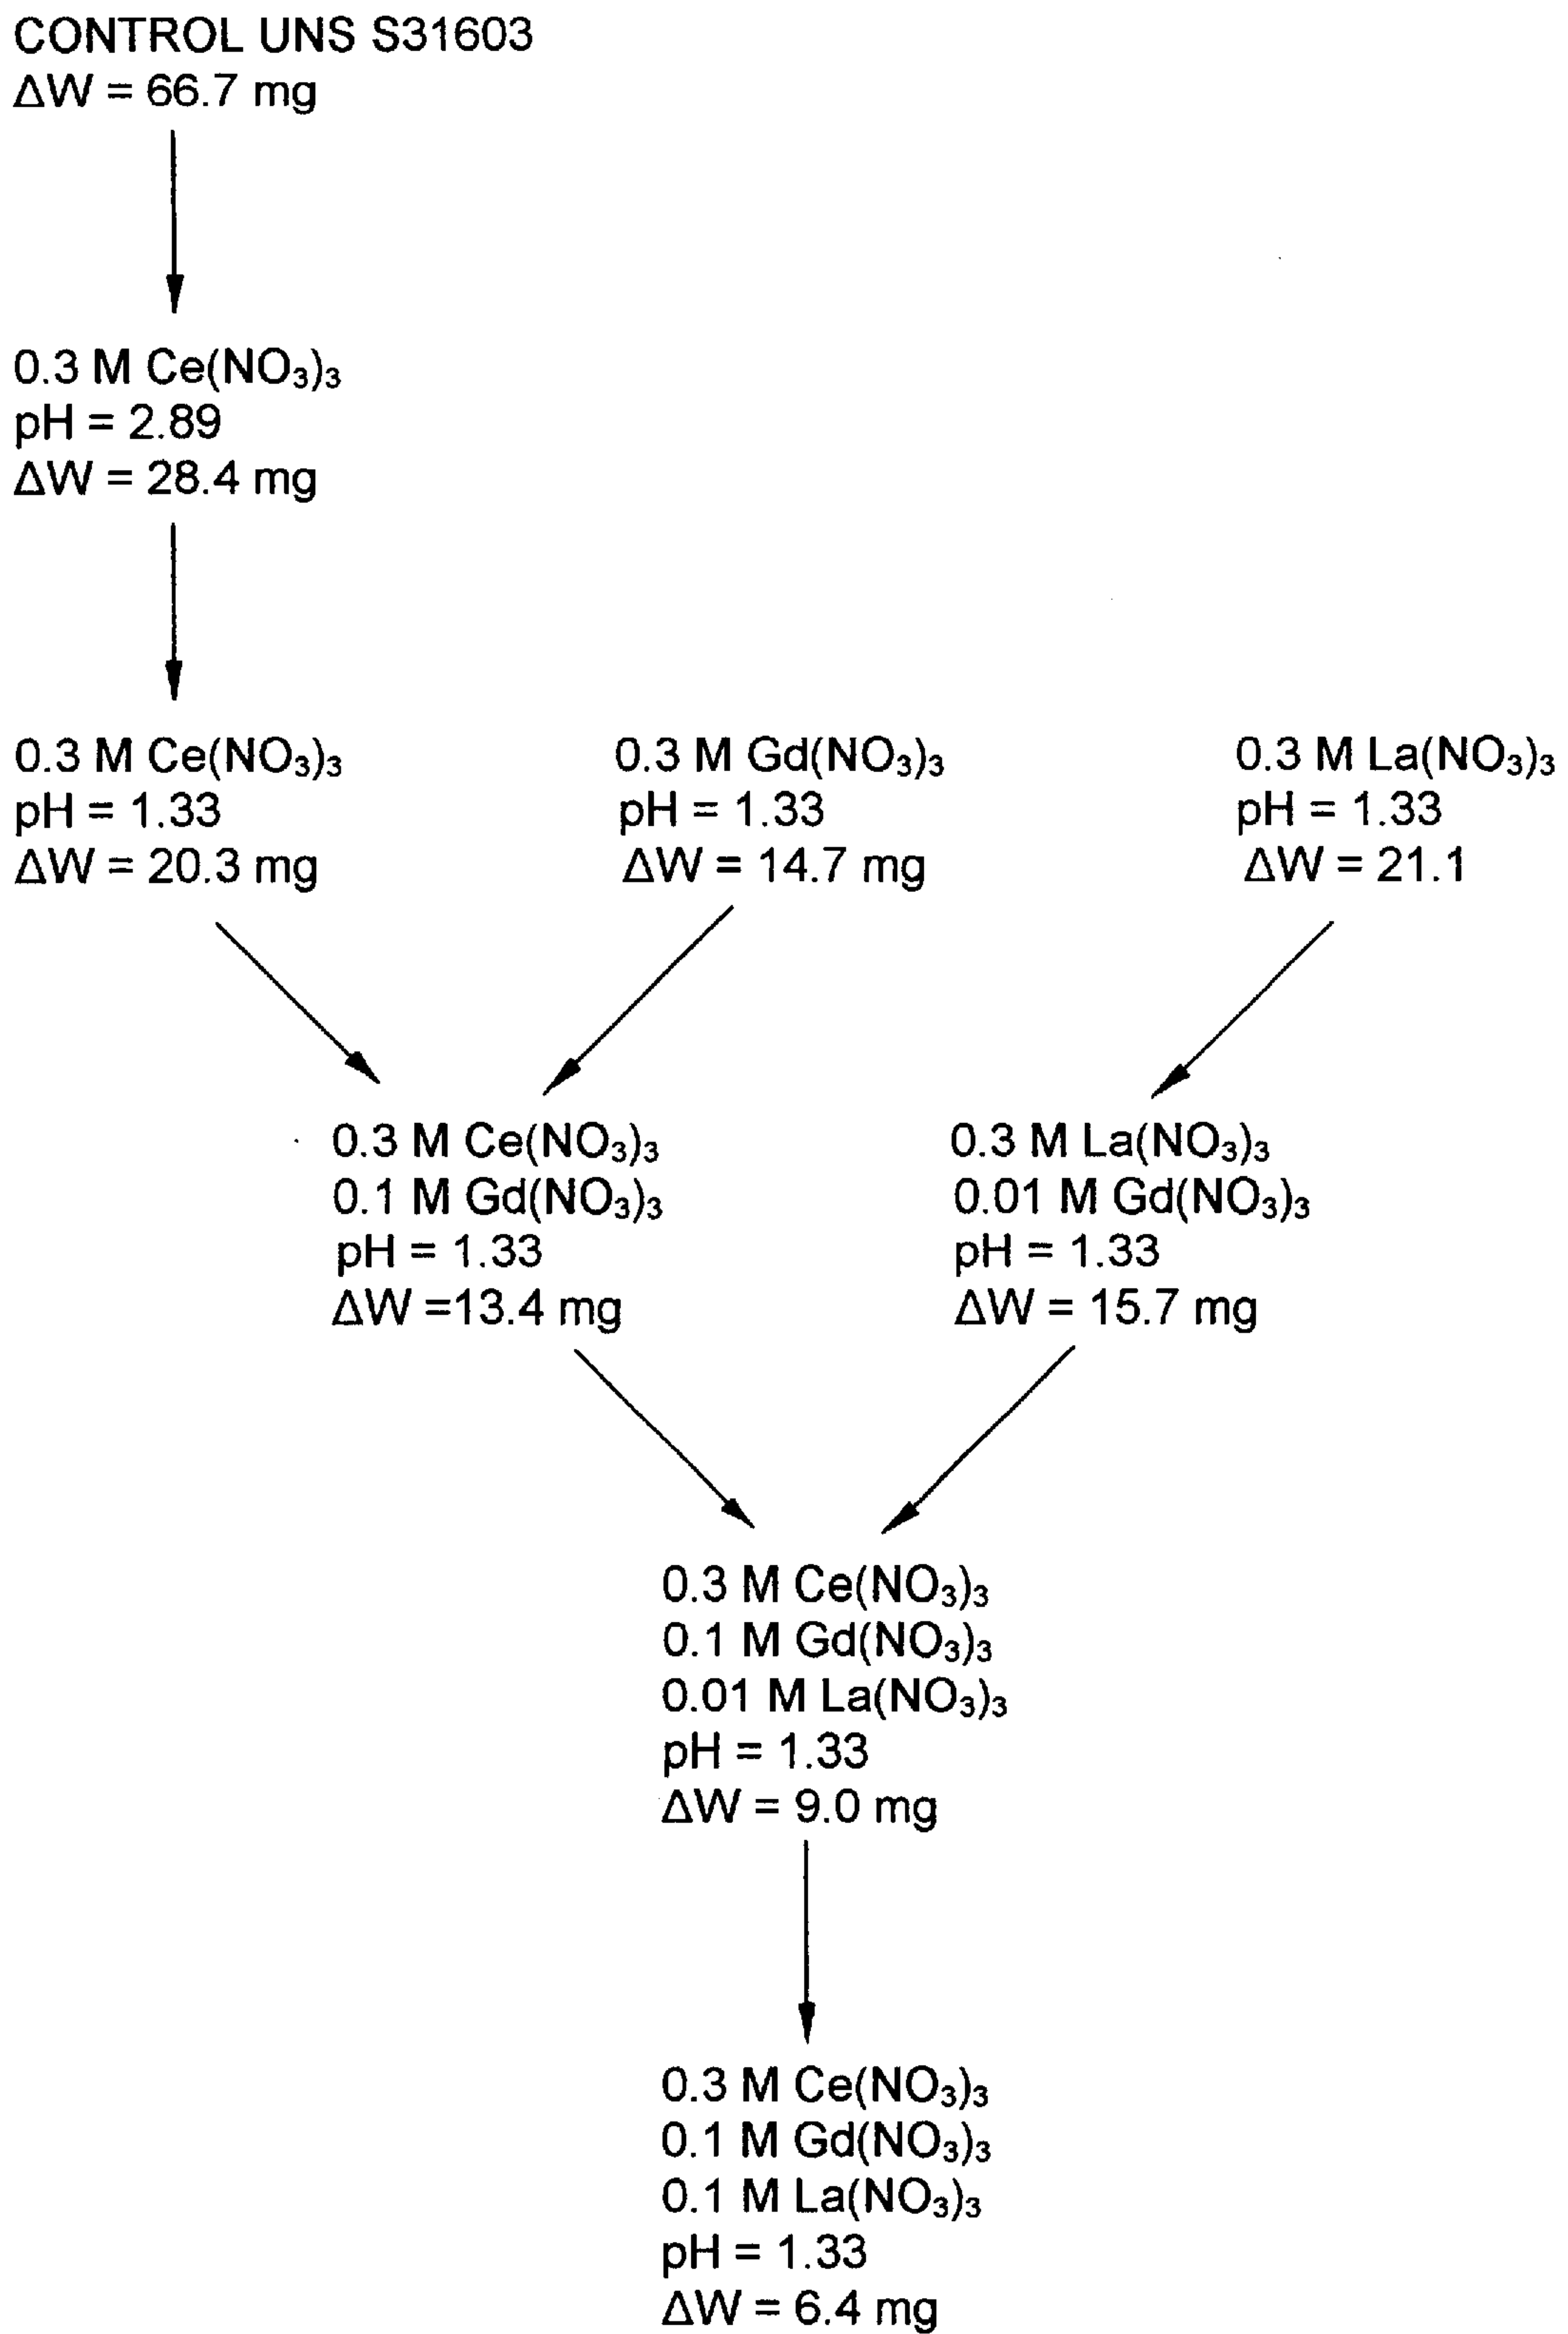 CONTROL UNS S31603
ΔW = 66.7 mg
0.3 M Ce(NO₃)₃
pH = 2.89
ΔW = 28.4 mg
0.3 M Ce(NO₃)₃
pH = 1.33
ΔW = 20.3 mg
0.3 M Gd(NO₃)₃
pH = 1.33
ΔW = 14.7 mg
0.3 M La(NO₃)₃
pH = 1.33
ΔW = 21.1
0.3 M Ce(NO₃)₃
0.1 M Gd(NO₃)₃
pH = 1.33
ΔW =13.4 mg
0.3 M La(NO₃)₃
0.01 M Gd(NO₃)₃
pH = 1.33
ΔW = 15.7 mg
0.3 M Ce(NO₃)₃
0.1 M Gd(NO₃)₃
0.01 M La(NO₃)₃
pH = 1.33
ΔW = 9.0 mg
0.3 M Ce(NO₃)₃
0.1 M Gd(NO₃)₃
0.1 M La(NO₃)₃
pH = 1.33
ΔW = 6.4 mg